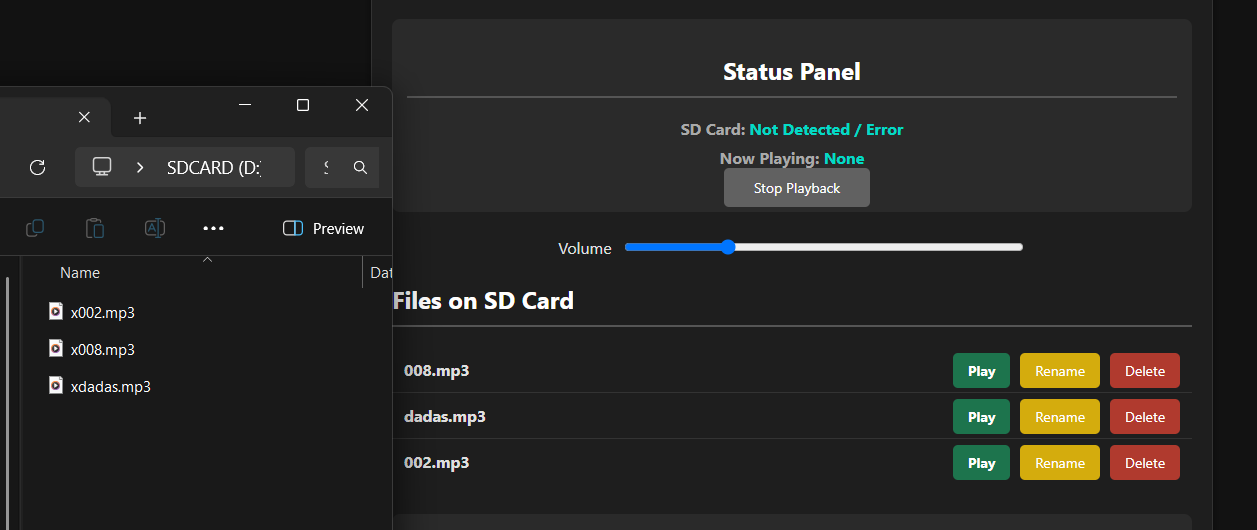 Status Panel
SD Card: Not Detected / Error
Now Playing: None
Stop Playback
Volume
Files on SD Card
008.mp3 Play Rename Delete
dadas.mp3 Play Rename Delete
002.mp3 Play Rename Delete
SDCARD (D:)
Preview
Name
x002.mp3
x008.mp3
xdadas.mp3